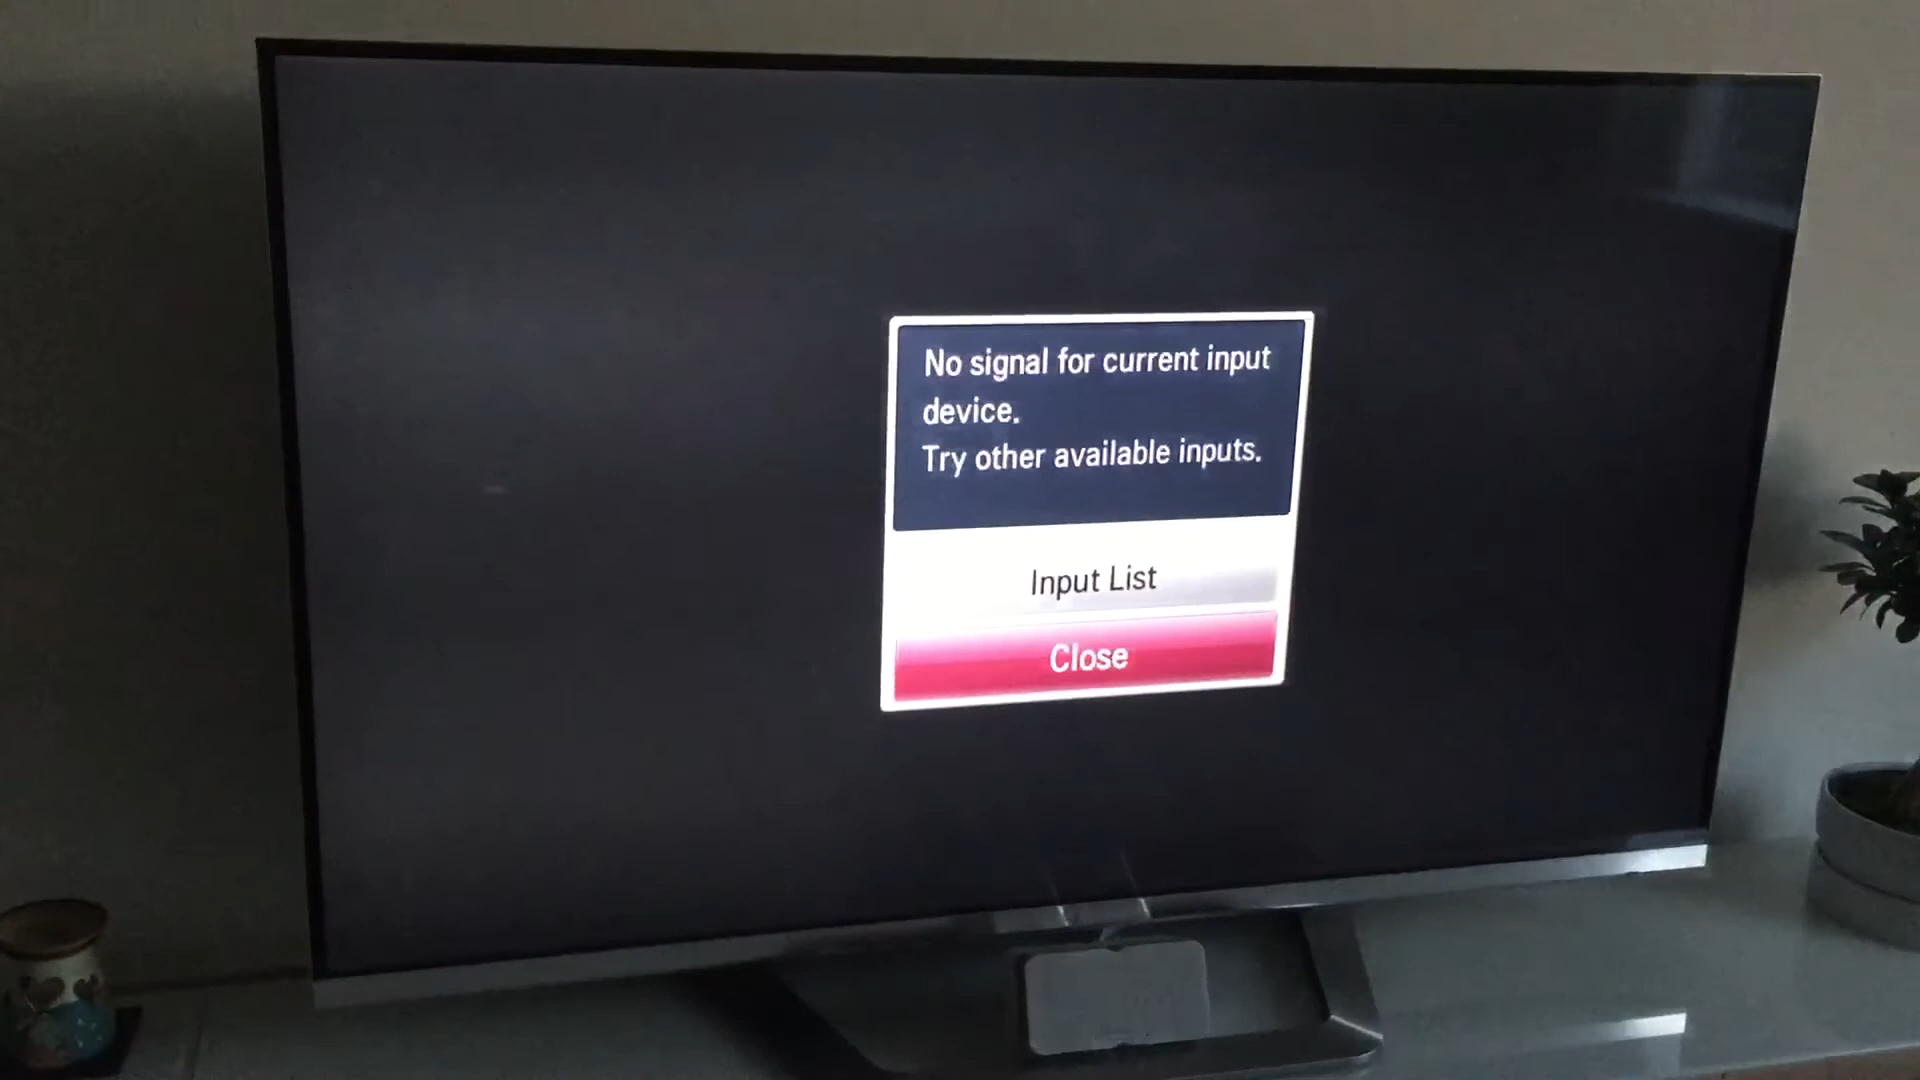 No signal for current input
device.
Try other available inputs.
Input List
Close